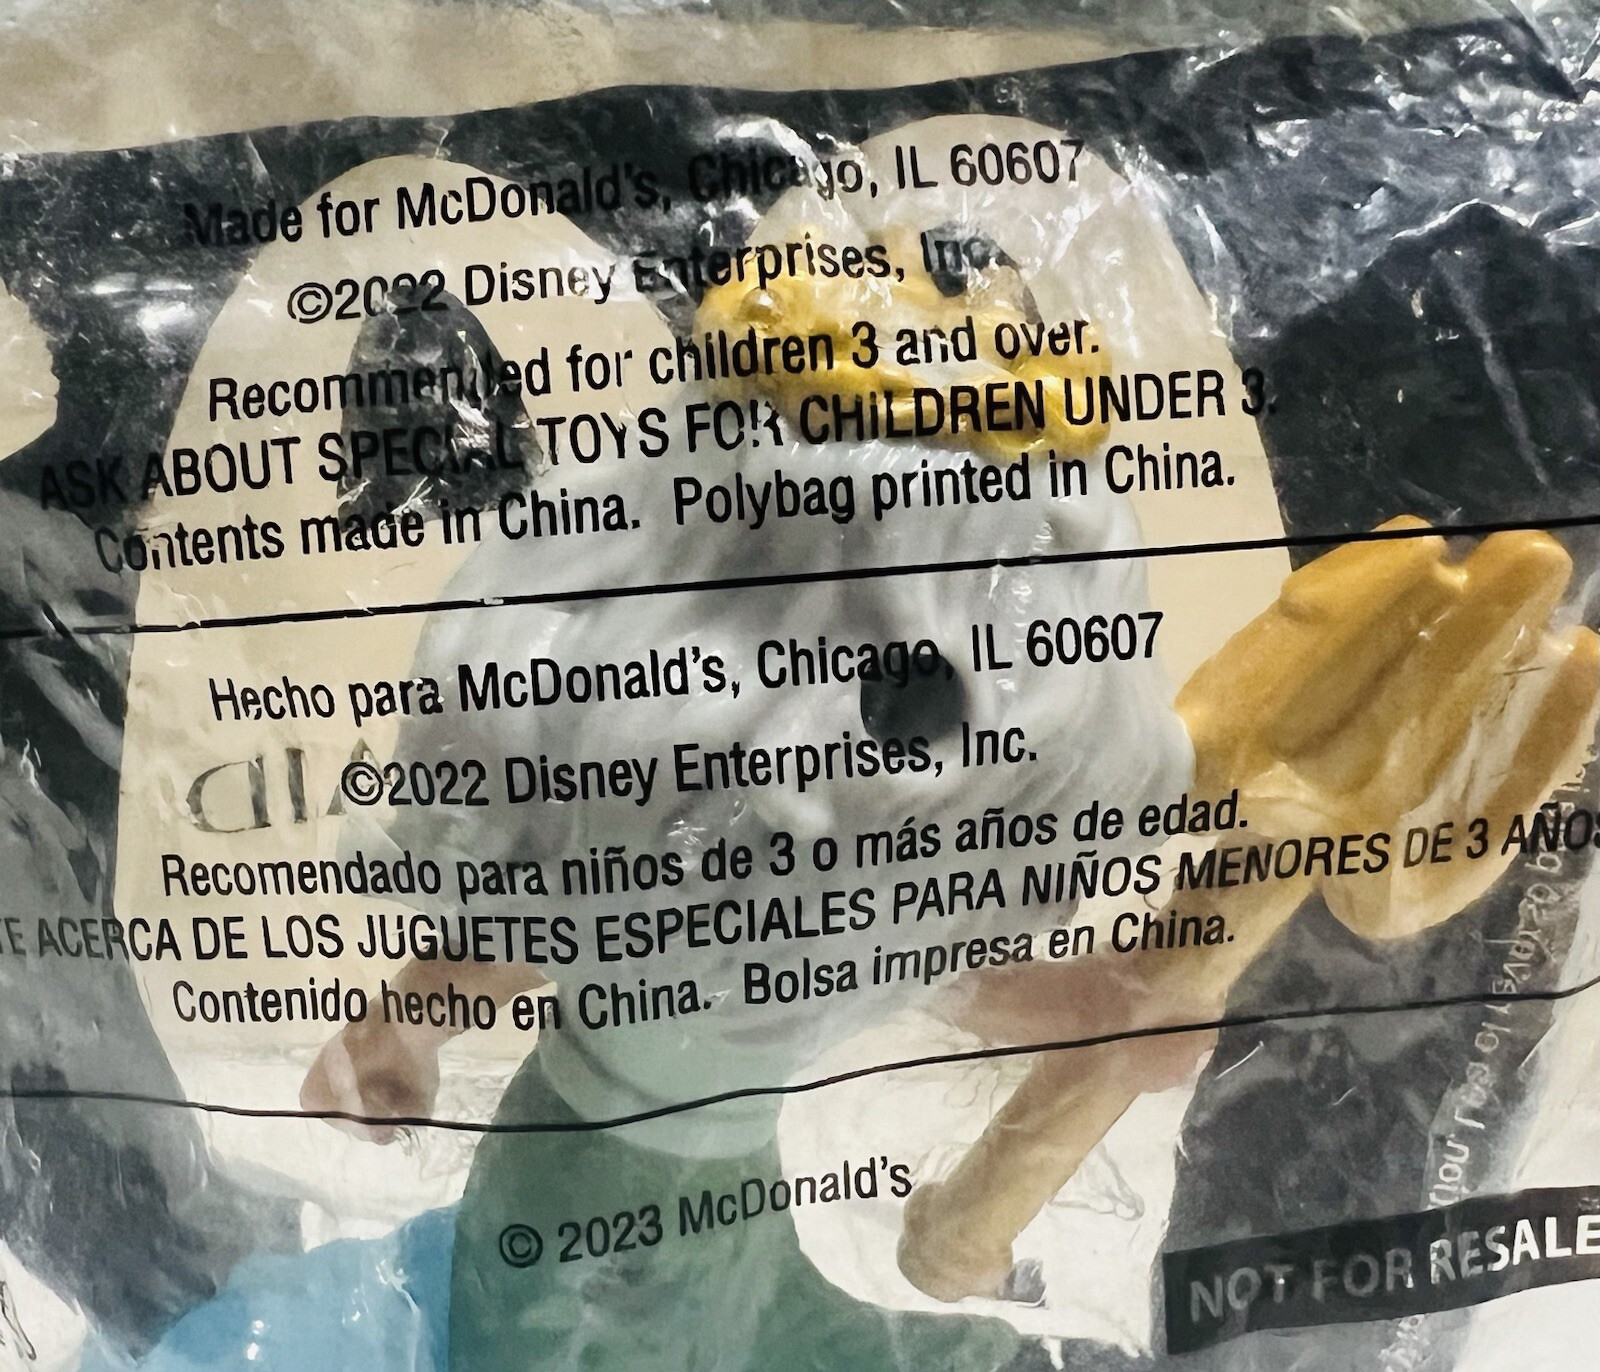 Made for McDonald's, Chicago, IL 60607
©2022 Disney Enterprises, Inc.
Recommended for children 3 and over.
ASK ABOUT SPECIAL TOYS FOR CHILDREN UNDER 3.
Contents made in China. Polybag printed in China.
Hecho para McDonald's, Chicago, IL 60607
©2022 Disney Enterprises, Inc.
Recomendado para niños de 3 o más años de edad.
TE ACERCA DE LOS JUGUETES ESPECIALES PARA NIÑOS MENORES DE 3 AÑOS
Contenido hecho en China. Bolsa impresa en China.
© 2023 McDonald's
NOT FOR RESALE